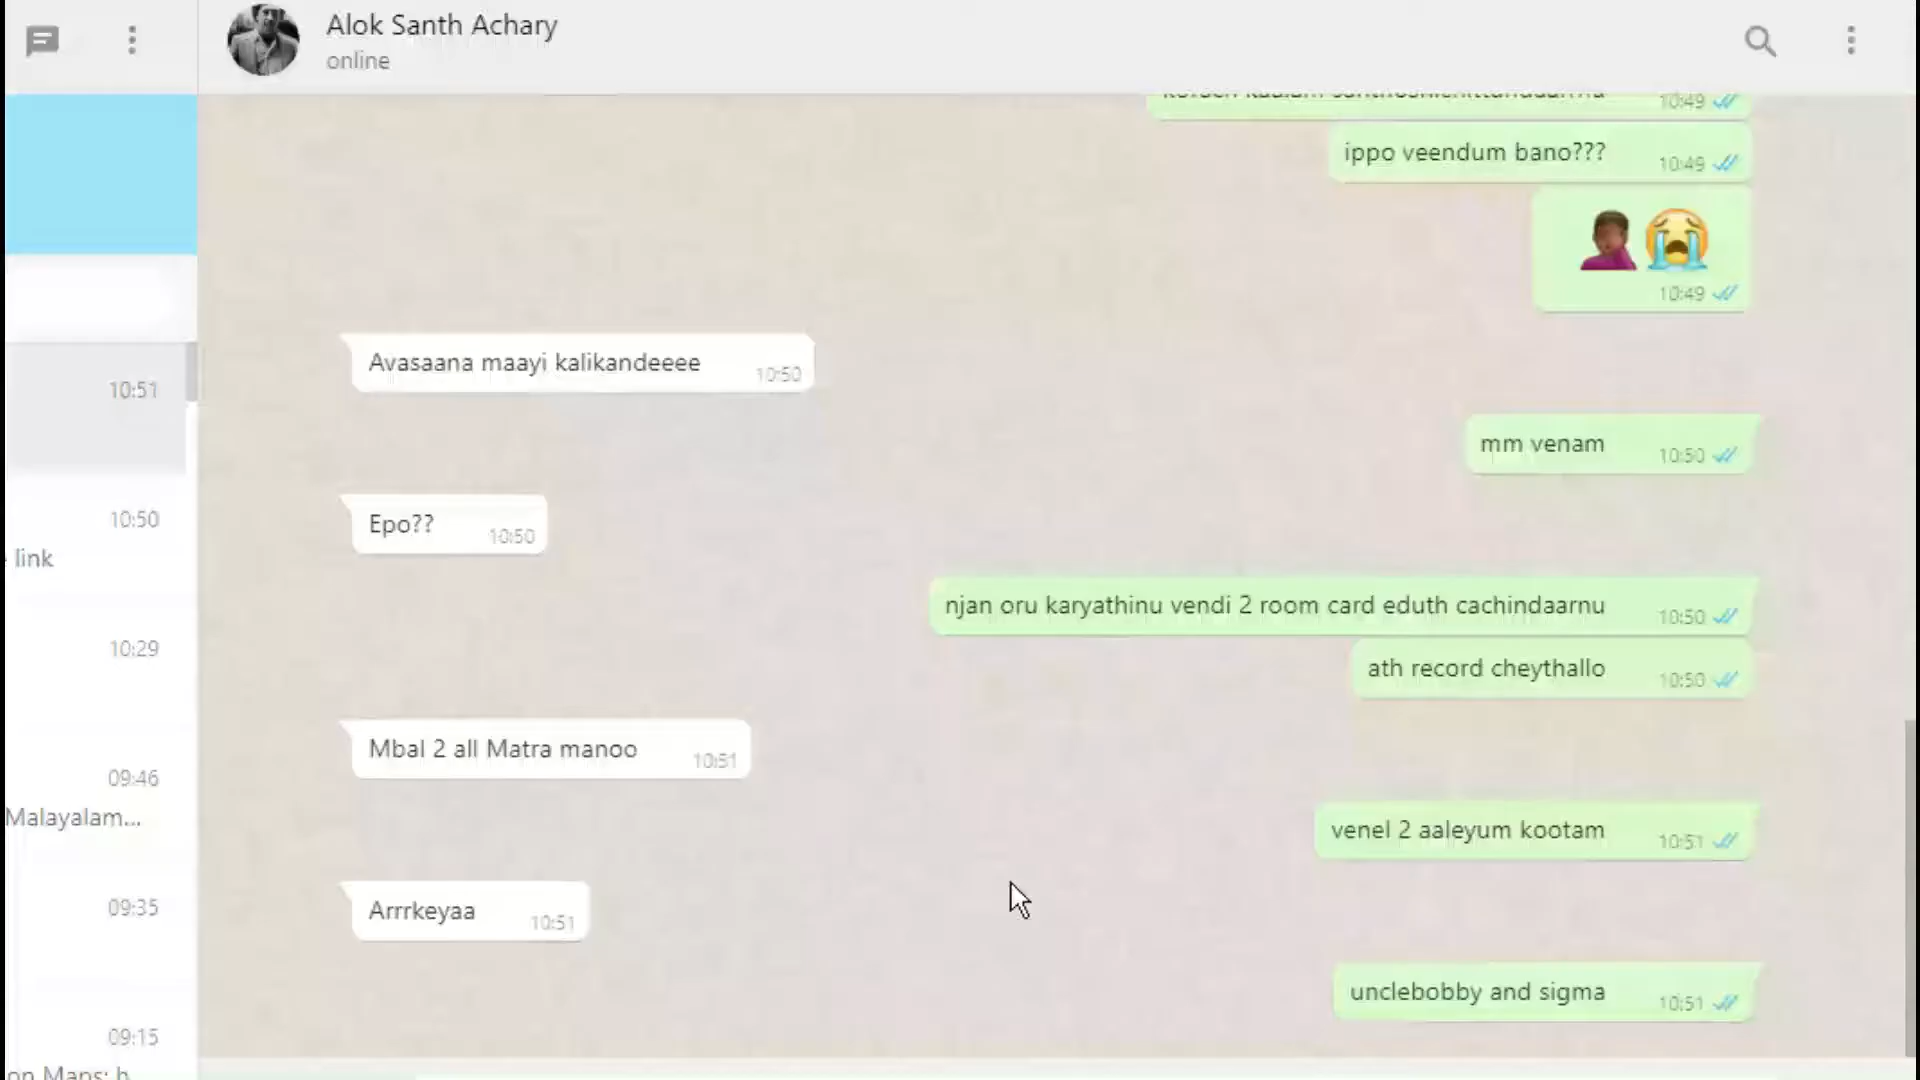 Alok Santh Achary
online
10:49
ippo veendum bano???
10:49
10:49
Avasaana maayi kalikandeeee
10:50
10:51
mm venam
10:50
Epo??
10:50
10:50
link
njan oru karyathinu vendi 2 room card eduth cachindaarnu
10:50
10:29
ath record cheythallo
10:50
Mbal 2 all Matra manoo
10:51
09:46
Malayalam...
venel 2 aaleyum kootam
10:51
09:35
Arrrkeyaa
10:51
unclebobby and sigma
10:51
09:15
on Maps: h